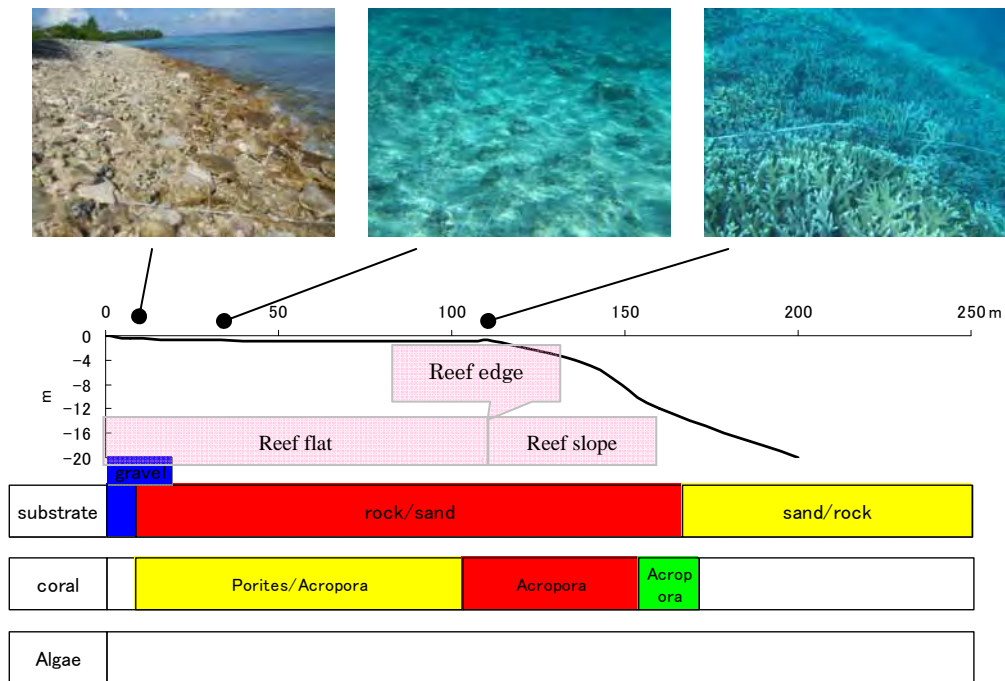 0 50 100 150 200 250 m
0
-4
-8
-12
-16
-20
m
Reef edge
Reef flat
Reef slope
gravel
substrate
rock/sand
sand/rock
coral
Porites/Acropora
Acropora
Acrop
ora
Algae